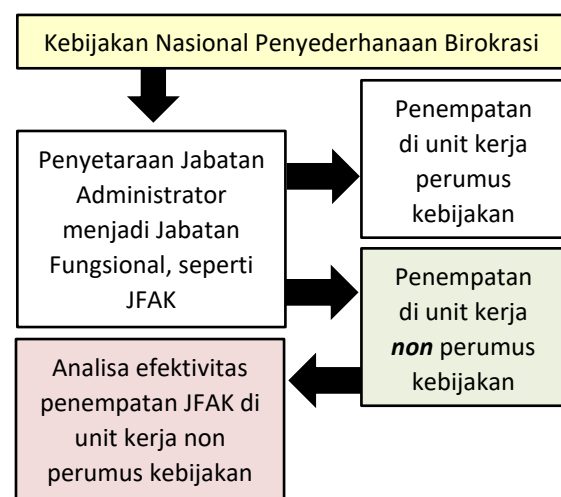 Kebijakan Nasional Penyederhanaan Birokrasi
Penyetaraan Jabatan
Administrator
menjadi Jabatan
Fungsional, seperti
JFAK
Penempatan
di unit kerja
perumus
kebijakan
Penempatan
di unit kerja
non perumus
kebijakan
Analisa efektivitas
penempatan JFAK di
unit kerja non
perumus kebijakan